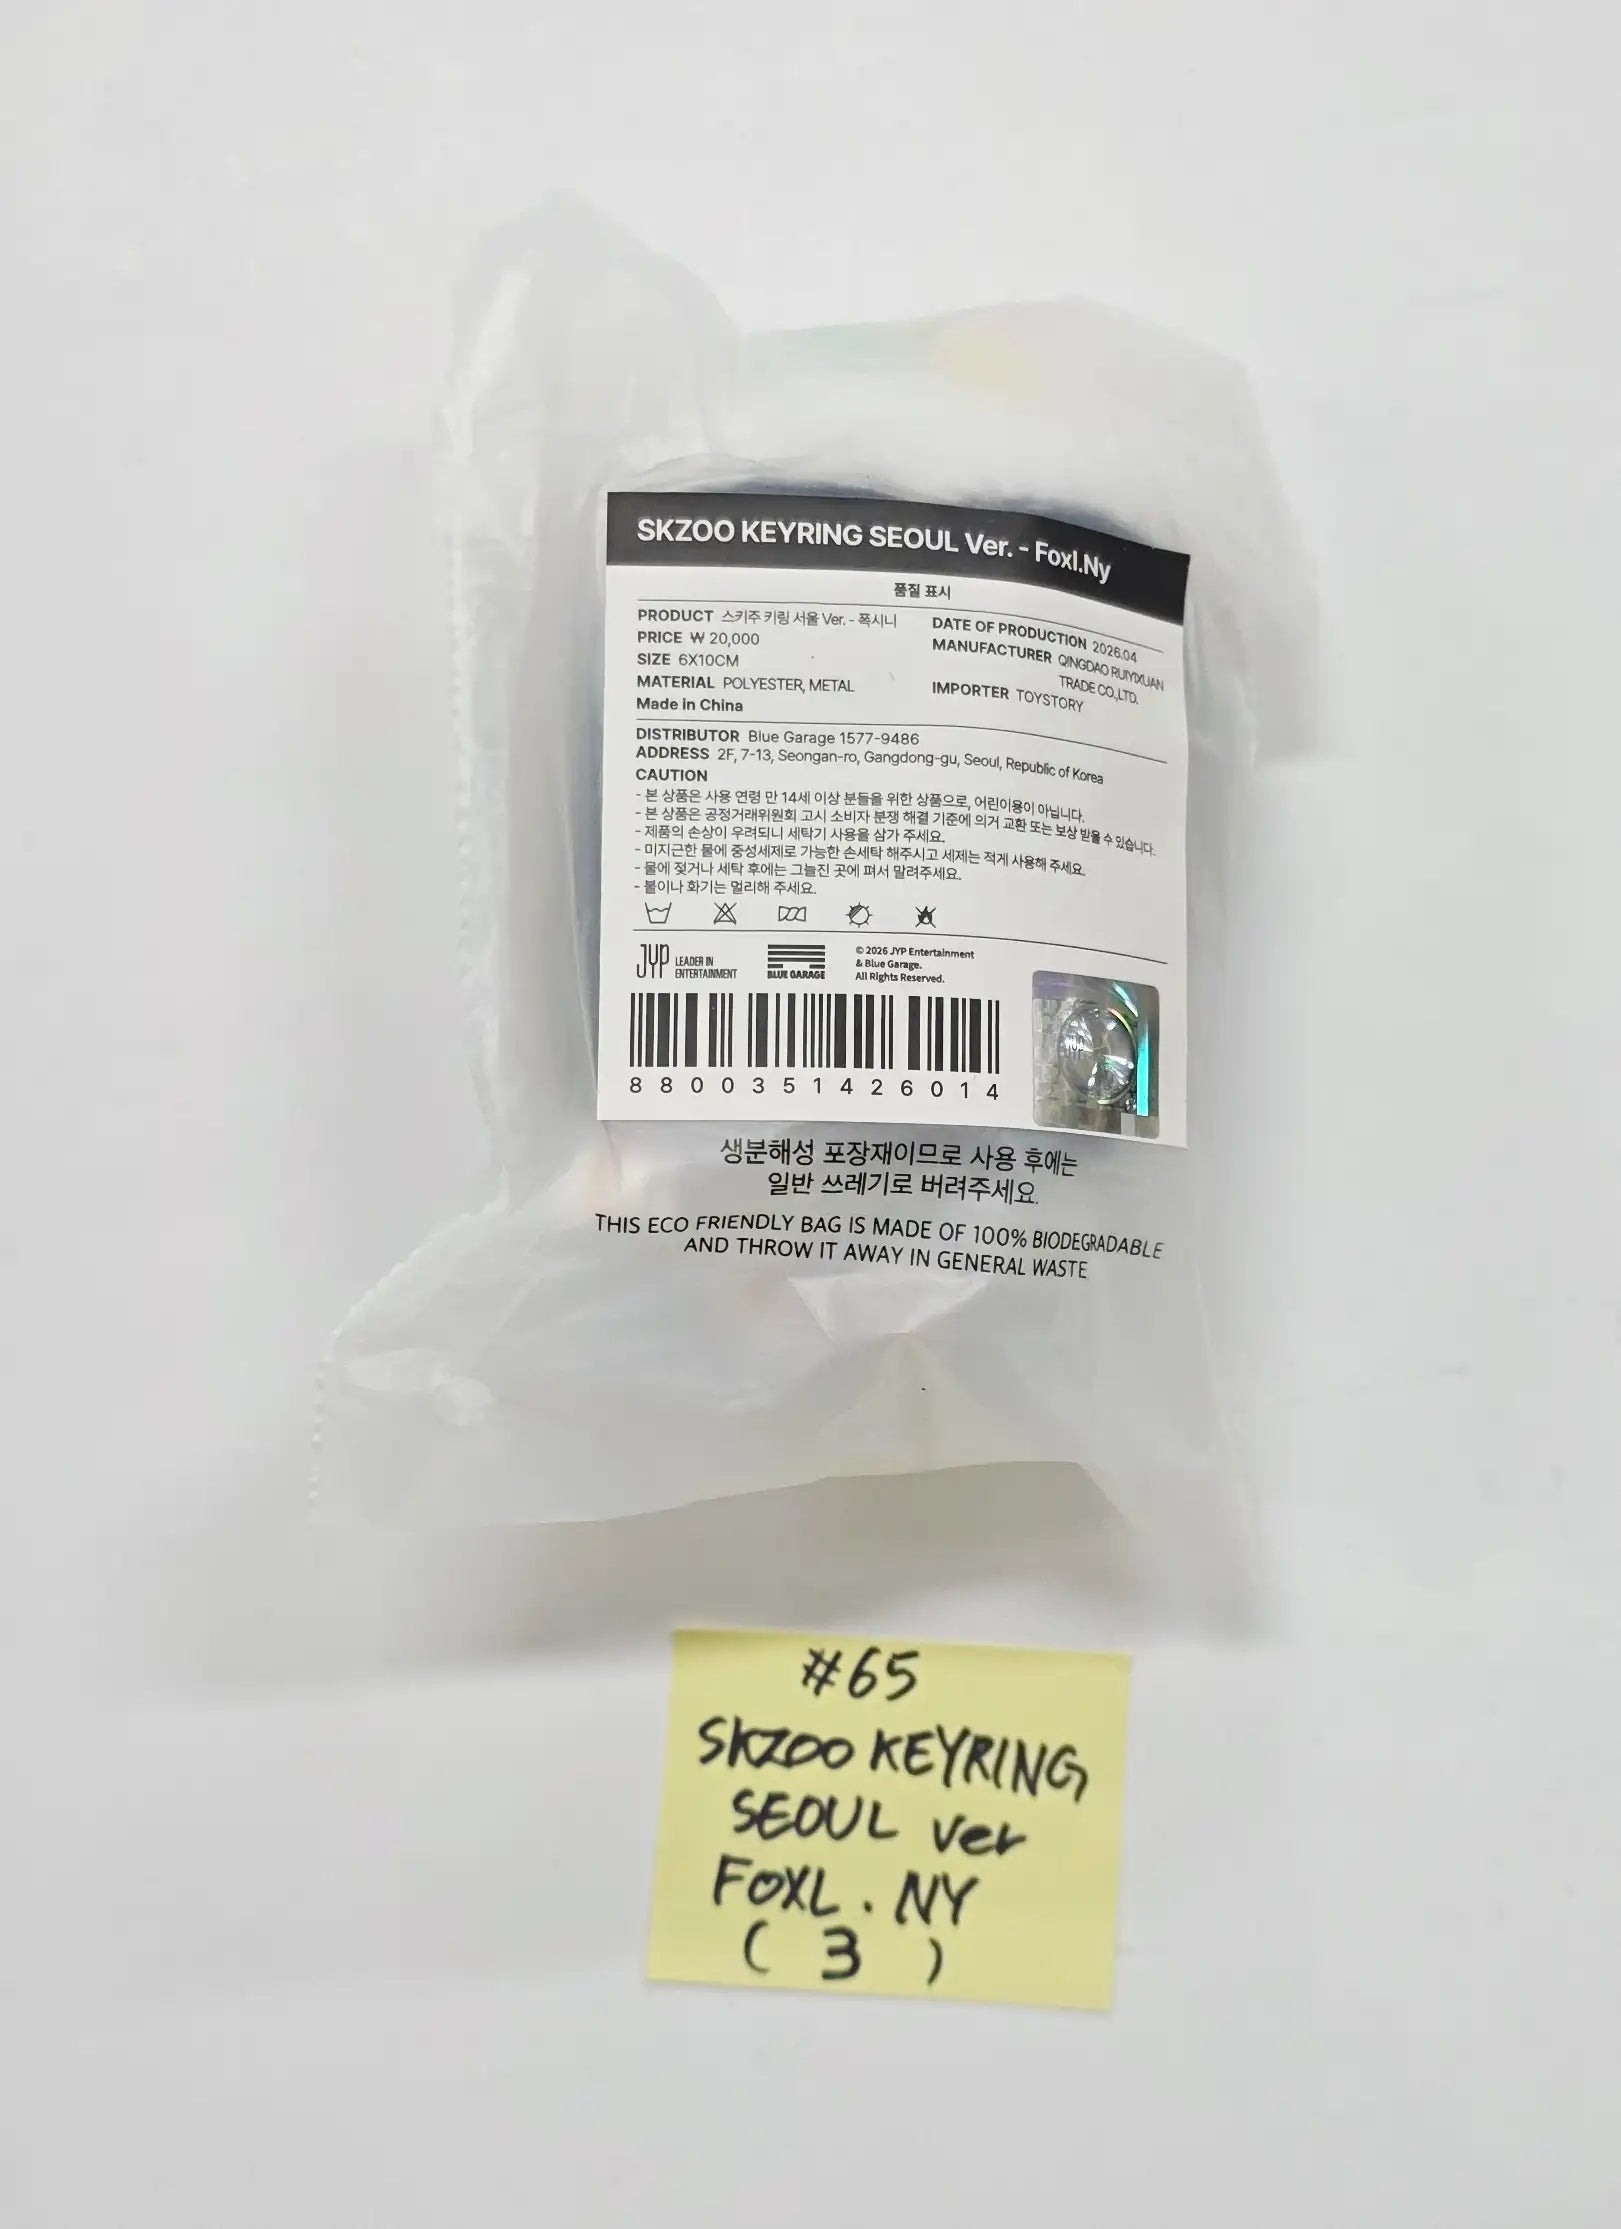 SKZOO KEYRING SEOUL Ver. - FoxI.Ny
품질 표시
PRODUCT 스키주 키링 서울 Ver. - 폭시니
PRICE ₩ 20,000
SIZE 6X10CM
MATERIAL POLYESTER, METAL
Made in China
DATE OF PRODUCTION 2026.04
MANUFACTURER QINGDAO RUIYIXUAN
TRADE CO.,LTD.
IMPORTER TOYSTORY
DISTRIBUTOR Blue Garage 1577-9486
ADDRESS 2F, 7-13, Seongan-ro, Gangdong-gu, Seoul, Republic of Korea
CAUTION
- 본 상품은 사용 연령 만 14세 이상 분들을 위한 상품으로, 어린이용이 아닙니다.
- 본 상품은 공정거래위원회 고시 소비자 분쟁 해결 기준에 의거 교환 또는 보상 받을 수 있습니다.
- 제품의 손상이 우려되니 세탁기 사용을 삼가 주세요.
- 미지근한 물에 중성세제로 가능한 손세탁 해주시고 세제는 적게 사용해 주세요.
- 물에 젖거나 세탁 후에는 그늘진 곳에 펴서 말려주세요.
- 불이나 화기는 멀리해 주세요.
JYP LEADER IN
ENTERTAINMENT
BLUE GARAGE
© 2026 JYP Entertainment
& Blue Garage.
All Rights Reserved.
8800351426014
JYP
생분해성 포장재이므로 사용 후에는
일반 쓰레기로 버려주세요.
THIS ECO FRIENDLY BAG IS MADE OF 100% BIODEGRADABLE
AND THROW IT AWAY IN GENERAL WASTE
#65
SKZOO KEYRING
SEOUL Ver
FOXL.NY
( 3 )